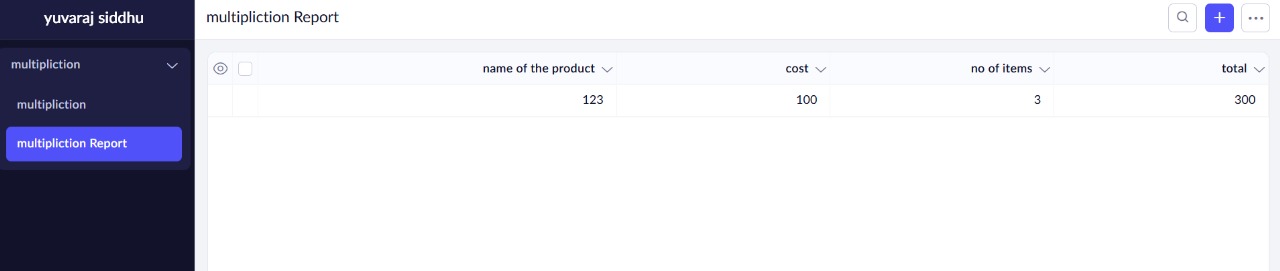 yuvaraj siddhu
multipliction
multipliction
multipliction Report
multipliction Report
name of the product cost no of items total
123 100 3 300